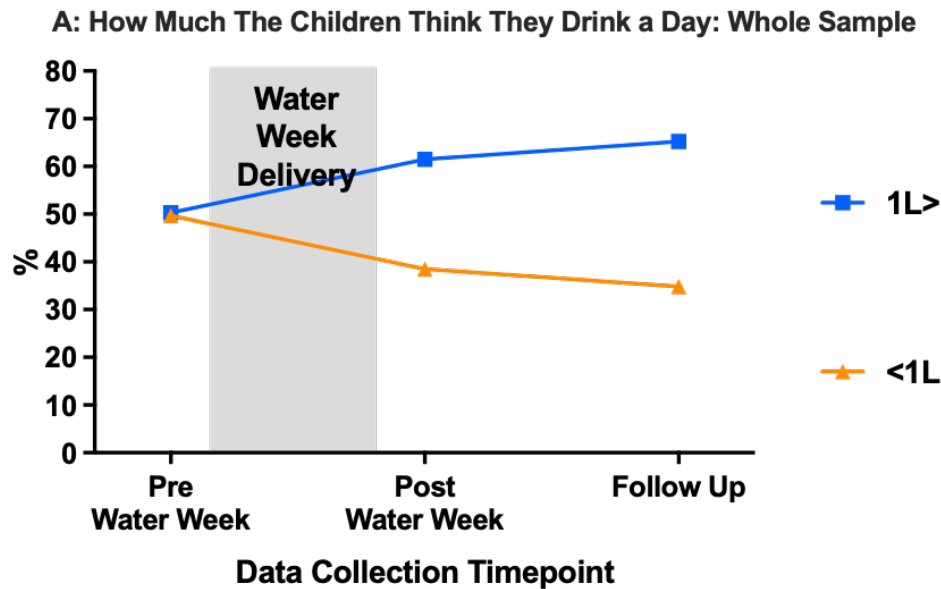 A: How Much The Children Think They Drink a Day: Whole Sample
80
70
60
50
40
30
20
10
0
%
Water
Week
Delivery
1L>
<1L
Pre
Water Week
Post
Water Week
Follow Up
Data Collection Timepoint